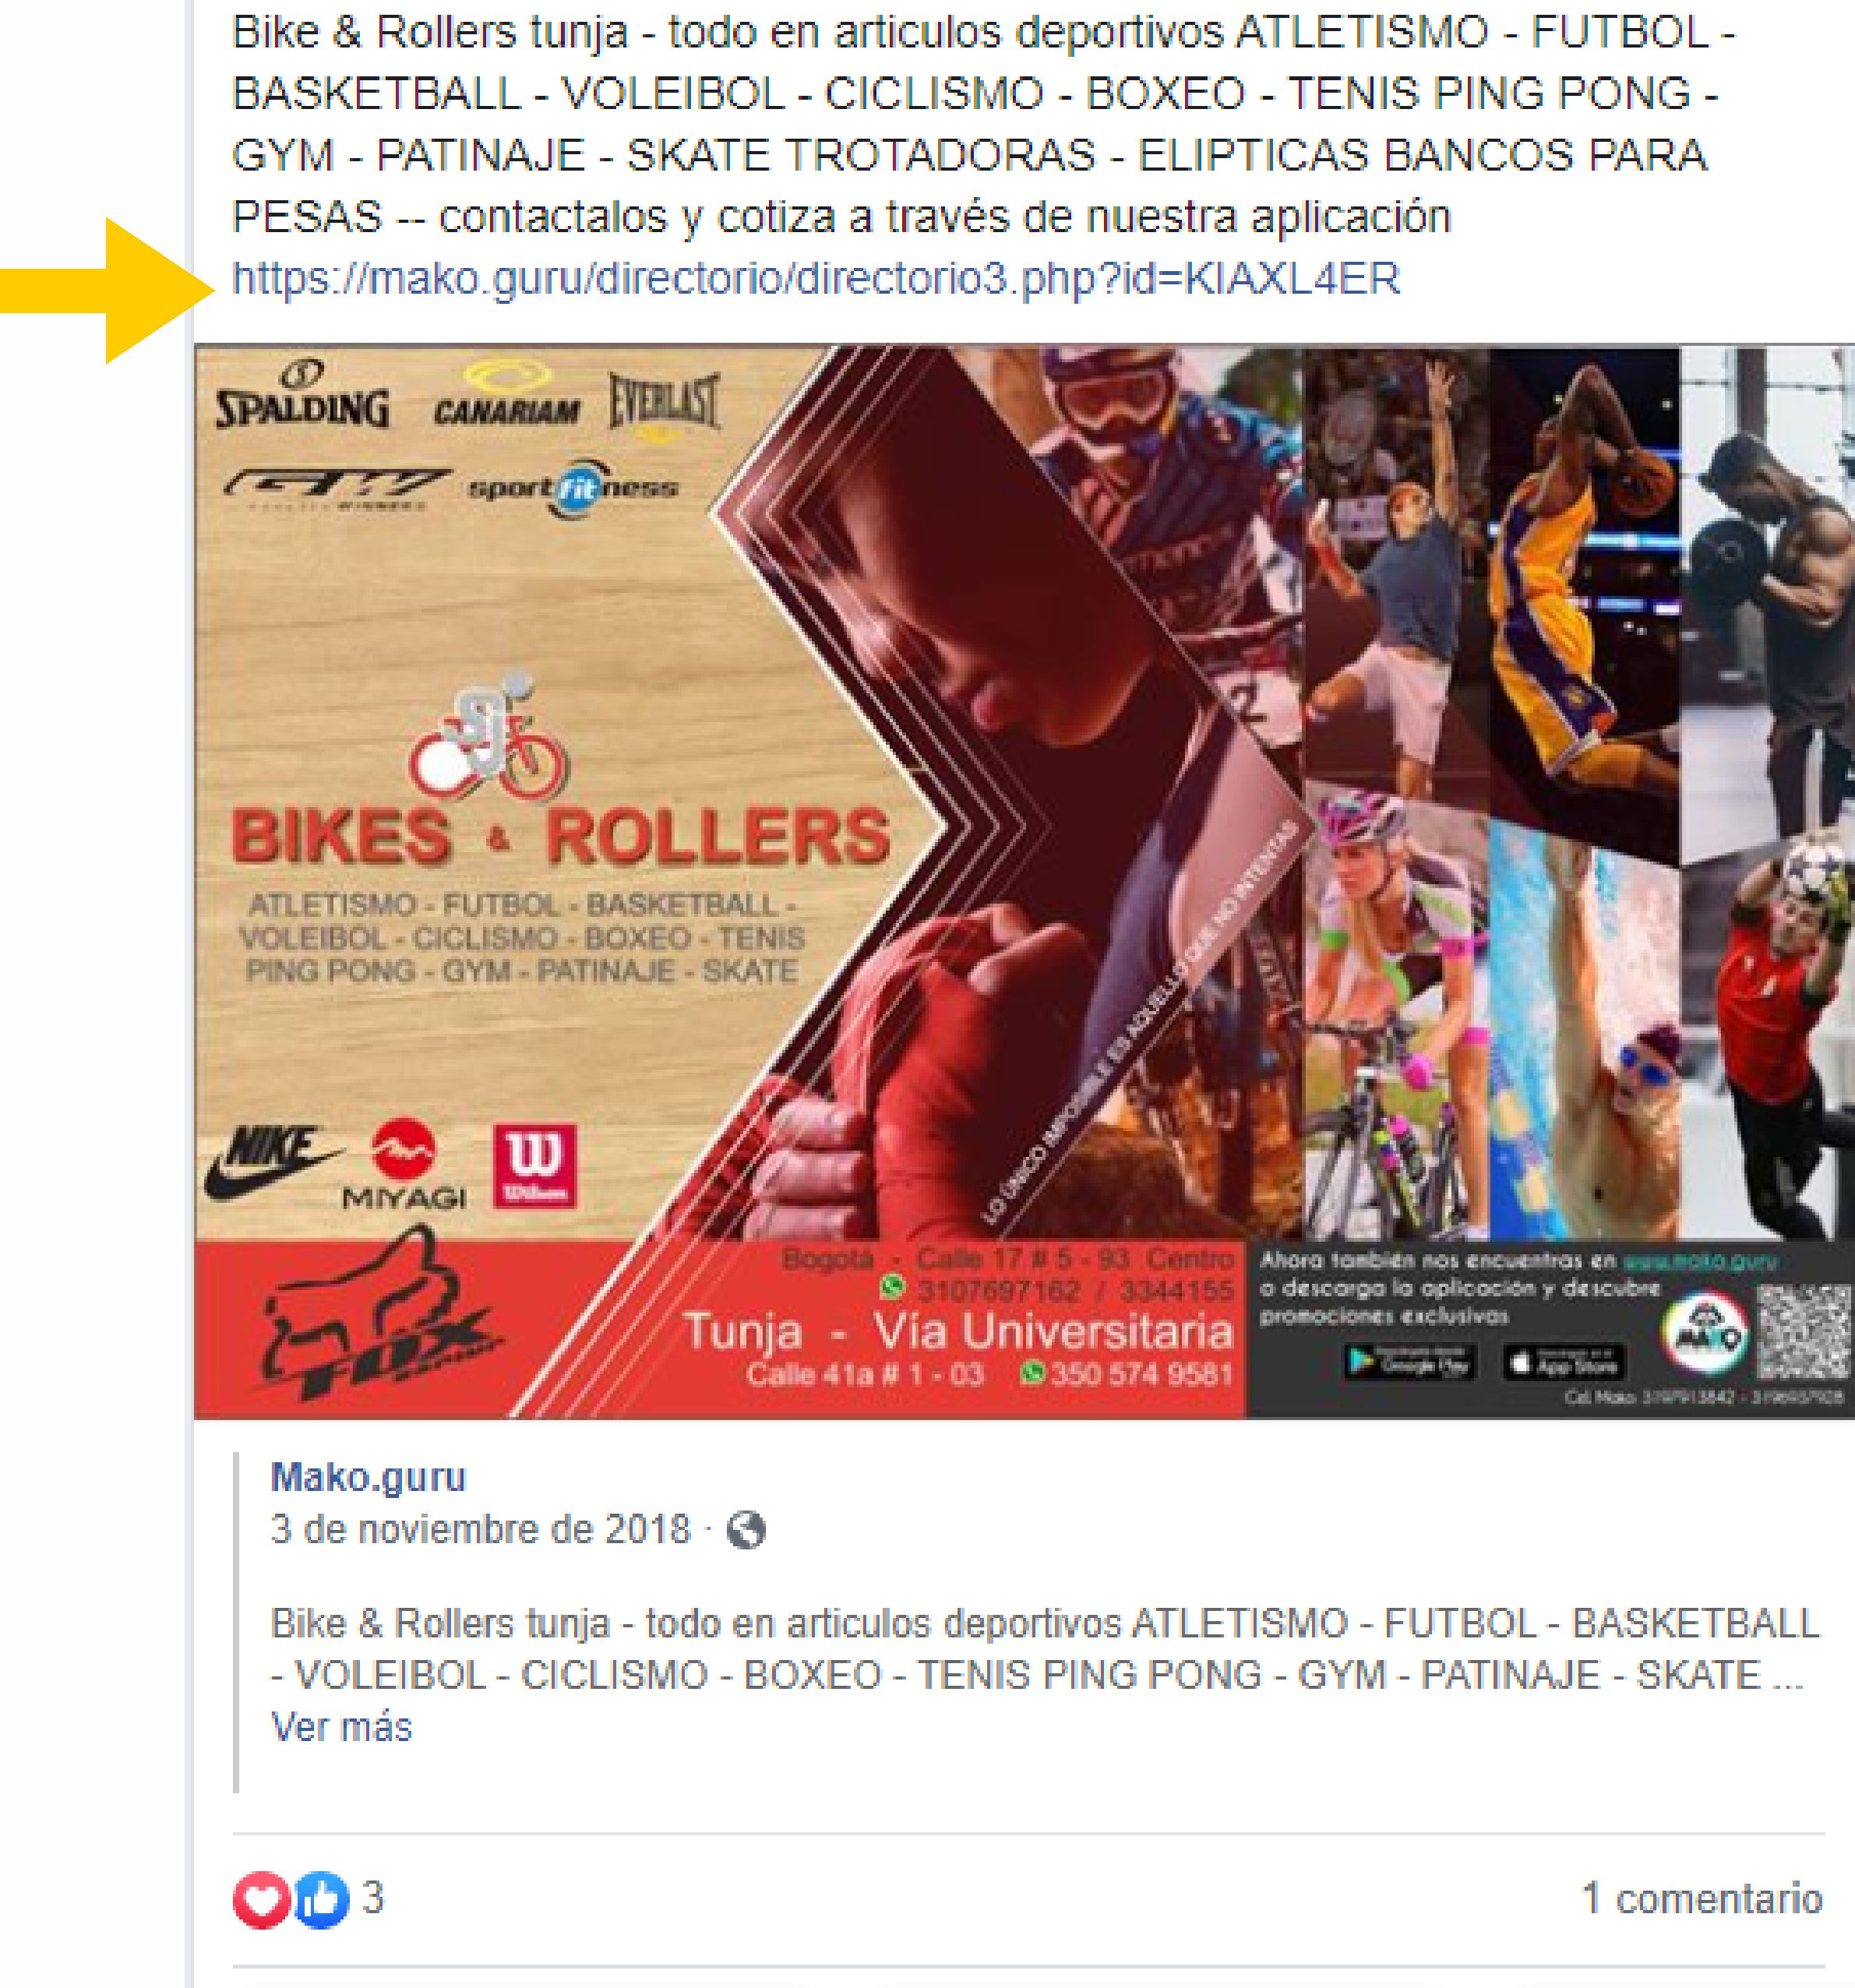 Bike & Rollers tunja - todo en articulos deportivos ATLETISMO - FUTBOL -
BASKETBALL - VOLEIBOL - CICLISMO - BOXEO - TENIS PING PONG -
GYM - PATINAJE - SKATE TROTADORAS - ELIPTICAS BANCOS PARA
PESAS -- contactalos y cotiza a través de nuestra aplicación
https://mako.guru/directorio/directorio3.php?id=KIAXL4ER
SPALDING CANARIAM EVERLAST
GW sportfitness
WINNERS
BIKES & ROLLERS
ATLETISMO - FUTBOL - BASKETBALL -
VOLEIBOL - CICLISMO - BOXEO - TENIS
PING PONG - GYM - PATINAJE - SKATE
LO ÚNICO IMPOSIBLE ES AQUELLO QUE NO INTENTAS
2
NIKE MIYAGI W Wilson
FOX
Bogotá - Calle 17 # 5 - 93 Centro
3107697162 / 3344155
Tunja - Vía Universitaria
Calle 41a # 1 - 03 350 574 9581
Ahora también nos encuentras en www.mako.guru
o descarga la aplicación y descubre
promociones exclusivas
MAKO
Google Play App Store
Cel. Mako
Mako.guru
3 de noviembre de 2018 ·
Bike & Rollers tunja - todo en articulos deportivos ATLETISMO - FUTBOL - BASKETBALL
- VOLEIBOL - CICLISMO - BOXEO - TENIS PING PONG - GYM - PATINAJE - SKATE ...
Ver más
3 1 comentario